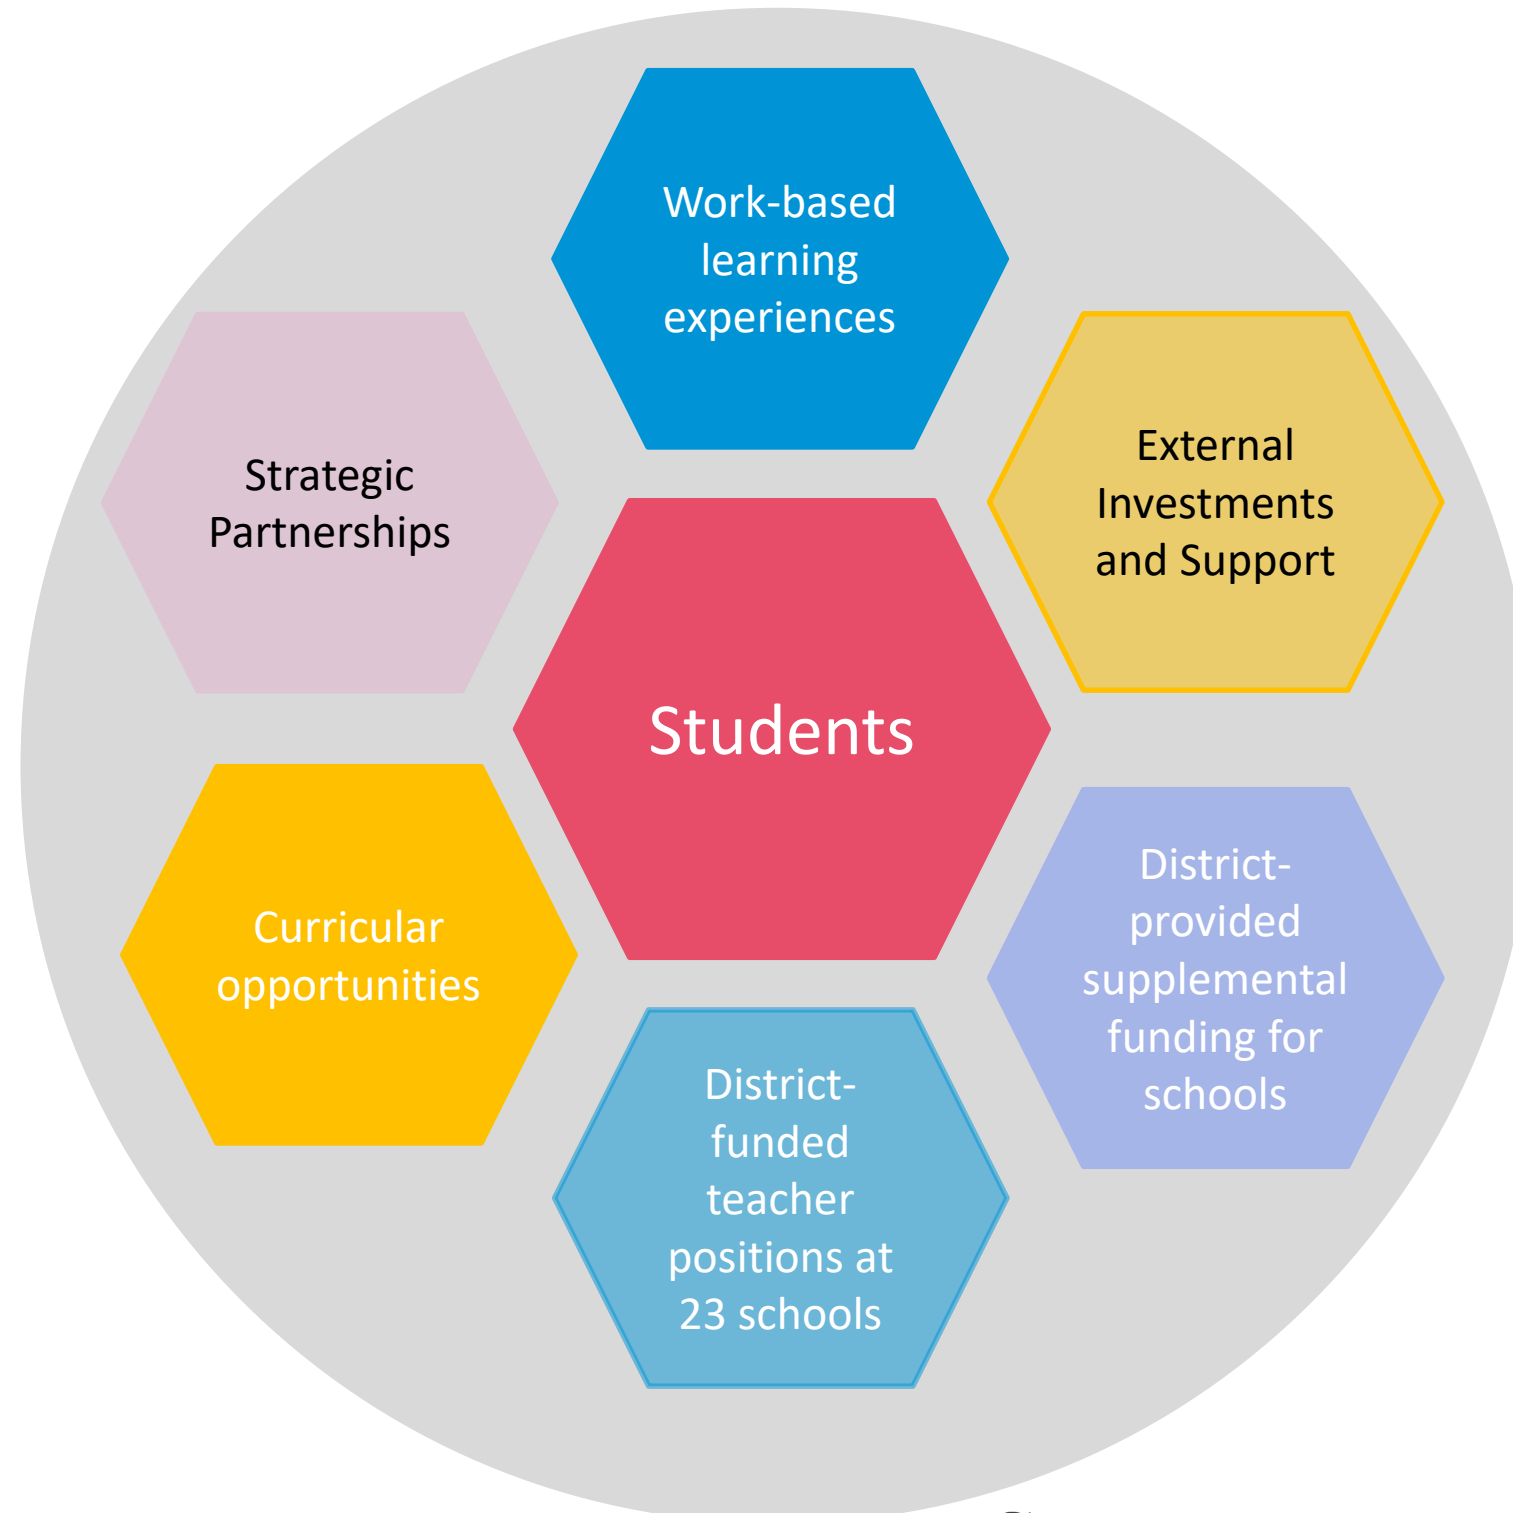 Work-based
learning
experiences
External
Investments
and Support
Strategic
Partnerships
Students
District-
provided
supplemental
funding for
schools
Curricular
opportunities
District-
funded
teacher
positions at
23 schools